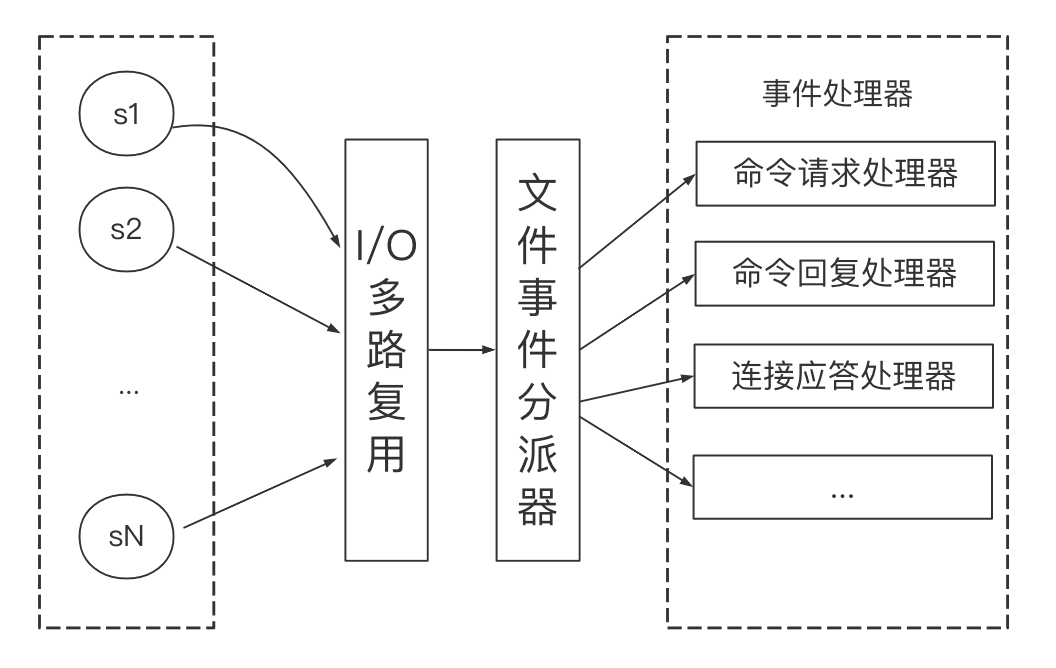 s1
s2
...
sN
I/O
多
路
复
用
文
件
事
件
分
派
器
事件处理器
命令请求处理器
命令回复处理器
连接应答处理器
...